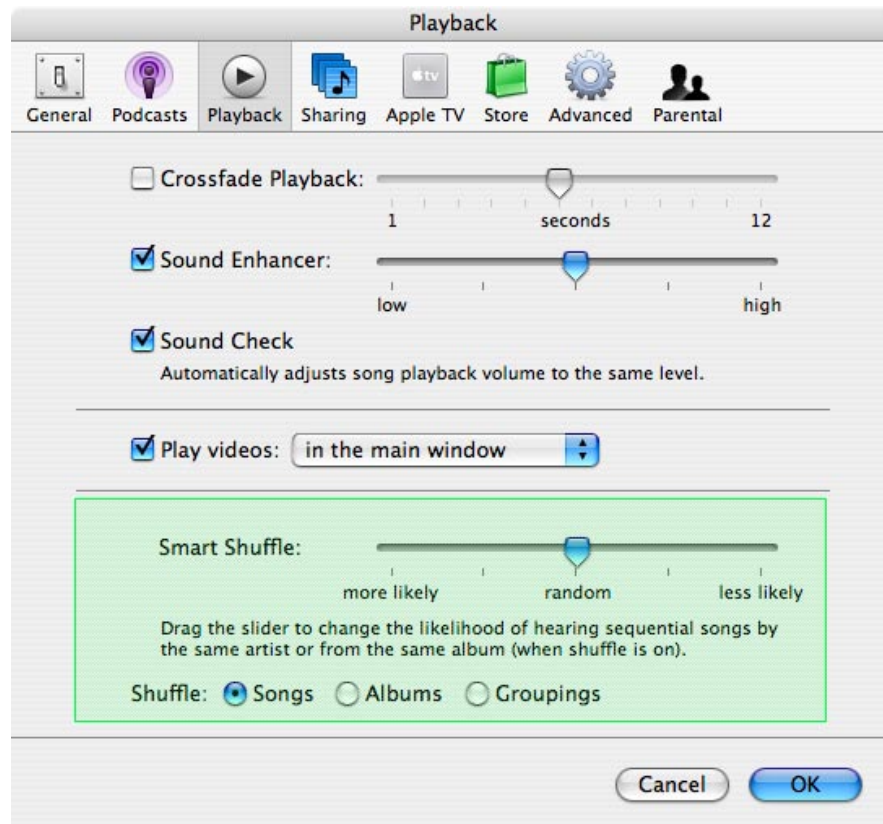 Playback
General Podcasts Playback Sharing Apple TV Store Advanced Parental
Crossfade Playback:
1 seconds 12
Sound Enhancer:
low high
Sound Check
Automatically adjusts song playback volume to the same level.
Play videos: in the main window
Smart Shuffle:
more likely random less likely
Drag the slider to change the likelihood of hearing sequential songs by
the same artist or from the same album (when shuffle is on).
Shuffle: Songs Albums Groupings
Cancel OK